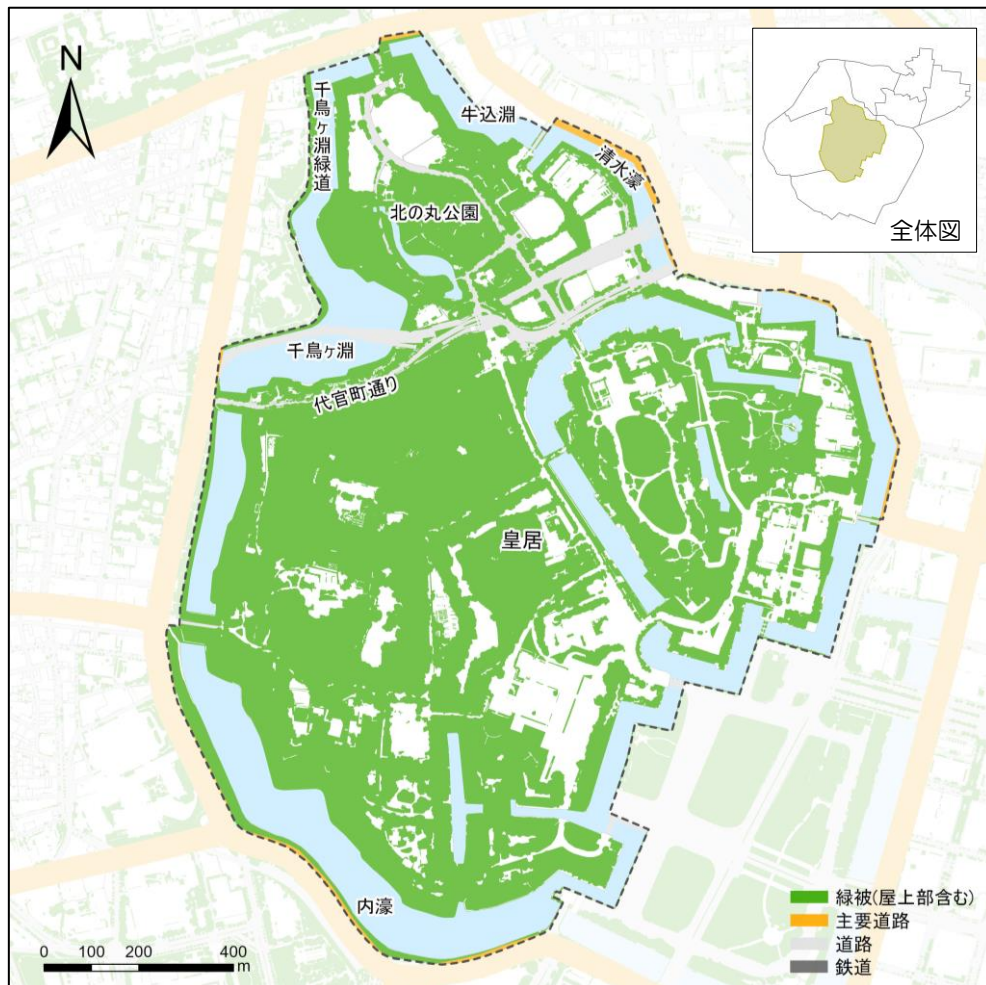 N
千鳥ヶ淵緑道
牛込淵
清水濠
全体図
北の丸公園
千鳥ヶ淵
代官町通り
皇居
内濠
緑被(屋上部含む)
主要道路
道路
鉄道
0 100 200 400
m